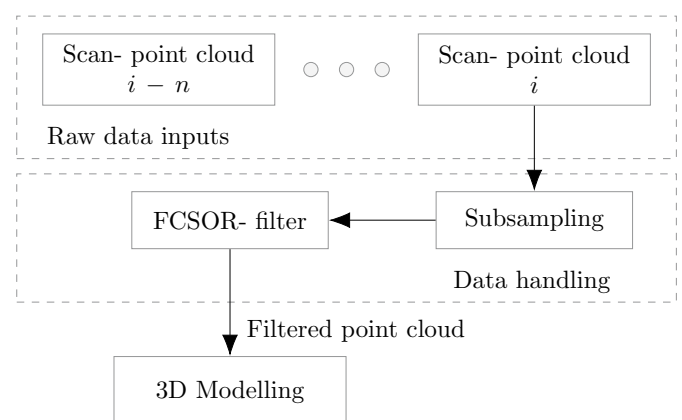 Scan- point cloud
i − n
Scan- point cloud
i
Raw data inputs
FCSOR- filter
Subsampling
Data handling
Filtered point cloud
3D Modelling